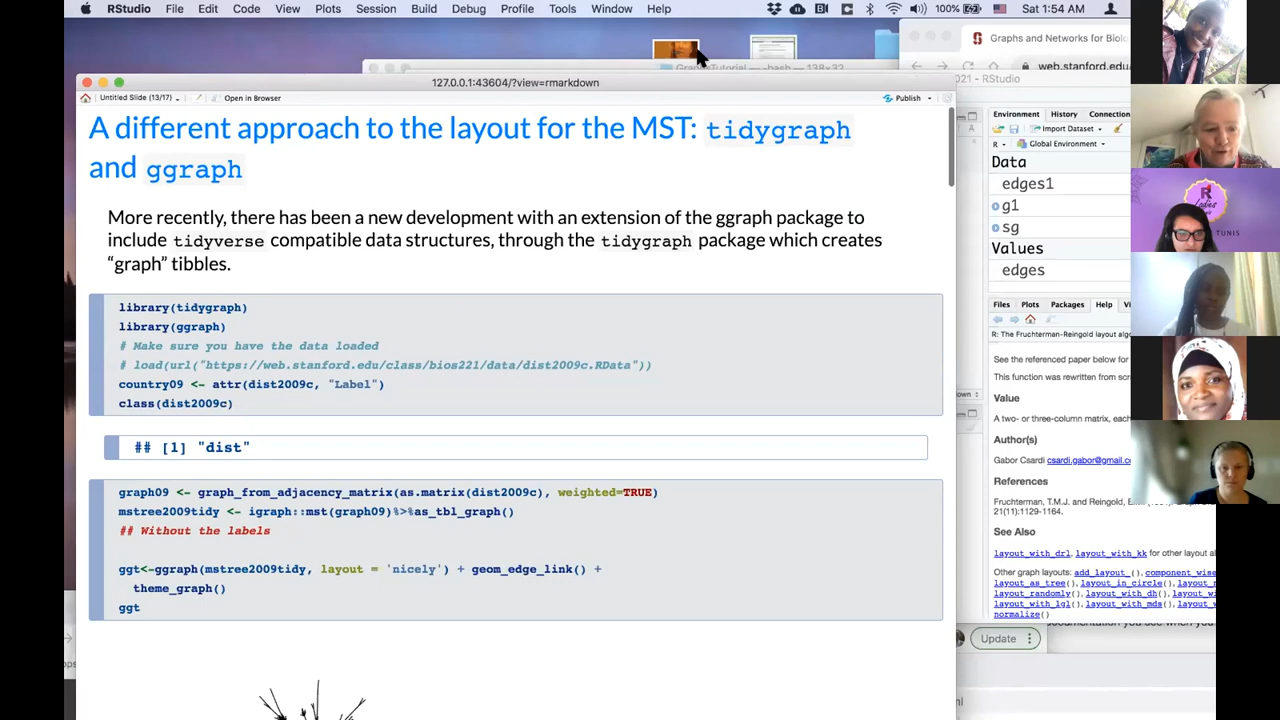 RStudio File Edit Code View Plots Session Build Debug Profile Tools Window Help 100% Sat 1:54 AM
Graphs and Networks for Biolo
GraphsTutorial — -bash — 138×32
web.stanford.edu
127.0.0.1:43604/?view=rmarkdown
2021 - RStudio
Untitled Slide (13/17) Open in Browser Publish
A different approach to the layout for the MST: tidygraph
and ggraph
More recently, there has been a new development with an extension of the ggraph package to
include tidyverse compatible data structures, through the tidygraph package which creates
“graph” tibbles.
library(tidygraph)
library(ggraph)
# Make sure you have the data loaded
# load(url("https://web.stanford.edu/class/bios221/data/dist2009c.RData"))
country09 <- attr(dist2009c, "Label")
class(dist2009c)
## [1] "dist"
graph09 <- graph_from_adjacency_matrix(as.matrix(dist2009c), weighted=TRUE)
mstree2009tidy <- igraph::mst(graph09)%>%as_tbl_graph()
## Without the labels
ggt<-ggraph(mstree2009tidy, layout = 'nicely') + geom_edge_link() +
theme_graph()
ggt
Environment History Connections
Import Dataset
R Global Environment
Data
edges1
g1
sg
Values
edges
Files Plots Packages Help Vi
R: The Fruchterman-Reingold layout algo
See the referenced paper below for
This function was rewritten from scr
Value
A two- or three-column matrix, each
Author(s)
Gabor Csardi csardi.gabor@gmail.co
References
Fruchterman, T.M.J. and Reingold, E.
21(11):1129-1164.
See Also
layout_with_drl, layout_with_kk for other layout al
Other graph layouts: add_layout_(), component_wise
layout_as_tree(), layout_in_circle(), layout_
layout_randomly(), layout_with_dh(), layout_wi
layout_with_lgl(), layout_with_mds(), layout_w
normalize()
Update
R
Ladies
TUNIS